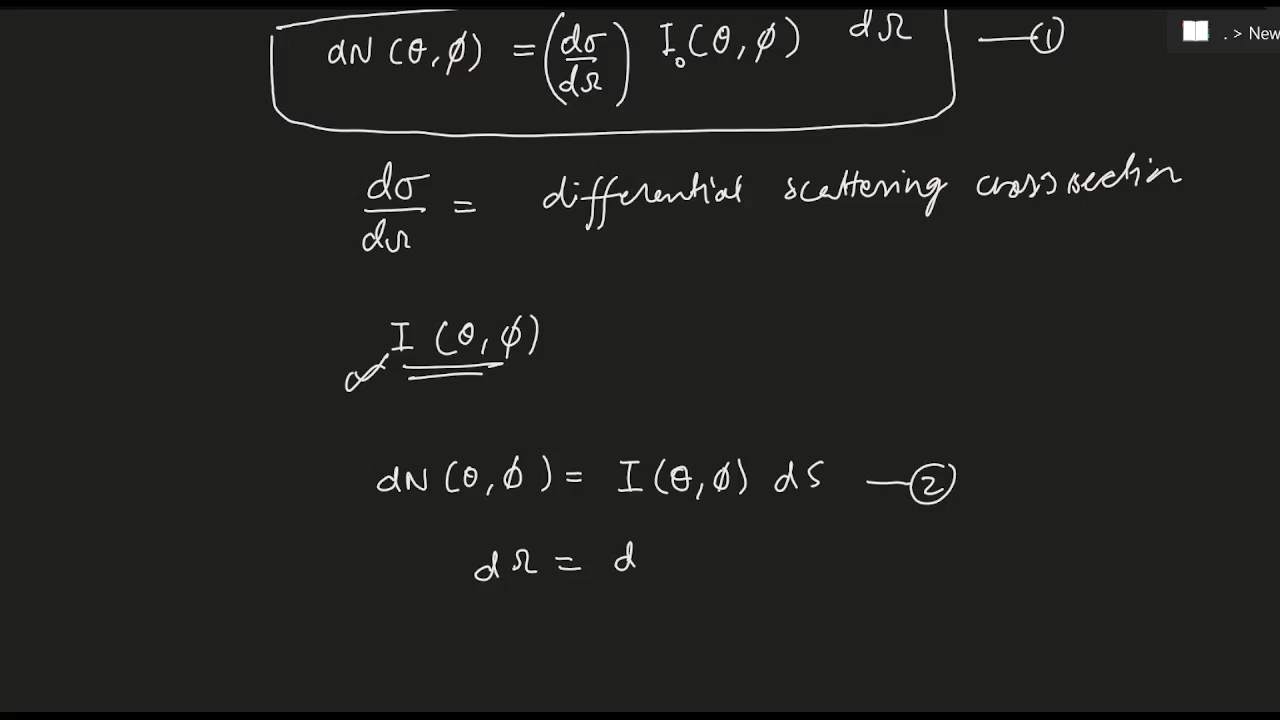 dN(θ,ϕ) = (dσ/dΩ) I₀(θ,ϕ) dΩ —①
. > New
dσ/dΩ = differential scattering cross section
I (θ,ϕ)
dN(θ,ϕ) = I(θ,ϕ) dS —②
dΩ = d